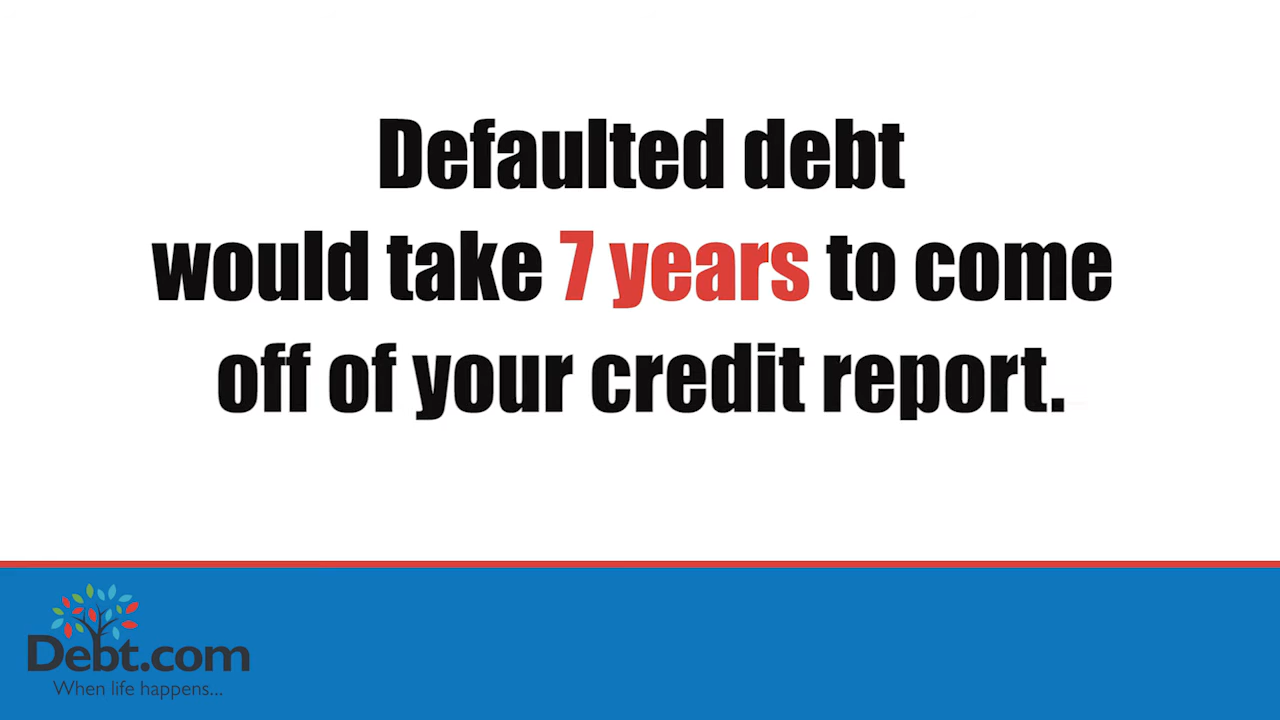 Defaulted debt
would take 7 years to come
off of your credit report.
Debt.com
When life happens...